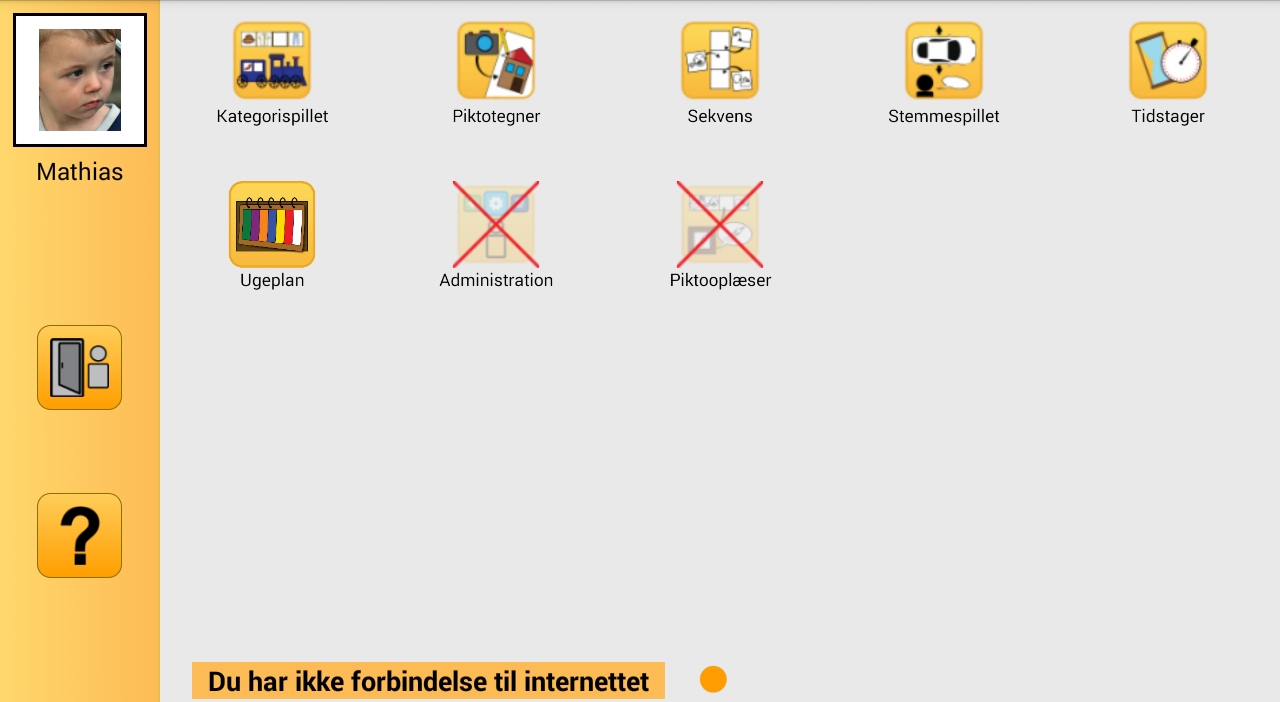 Mathias
Kategorispillet
Piktotegner
Sekvens
Stemmespillet
Tidstager
Ugeplan
Administration
Piktooplæser
?
Du har ikke forbindelse til internettet